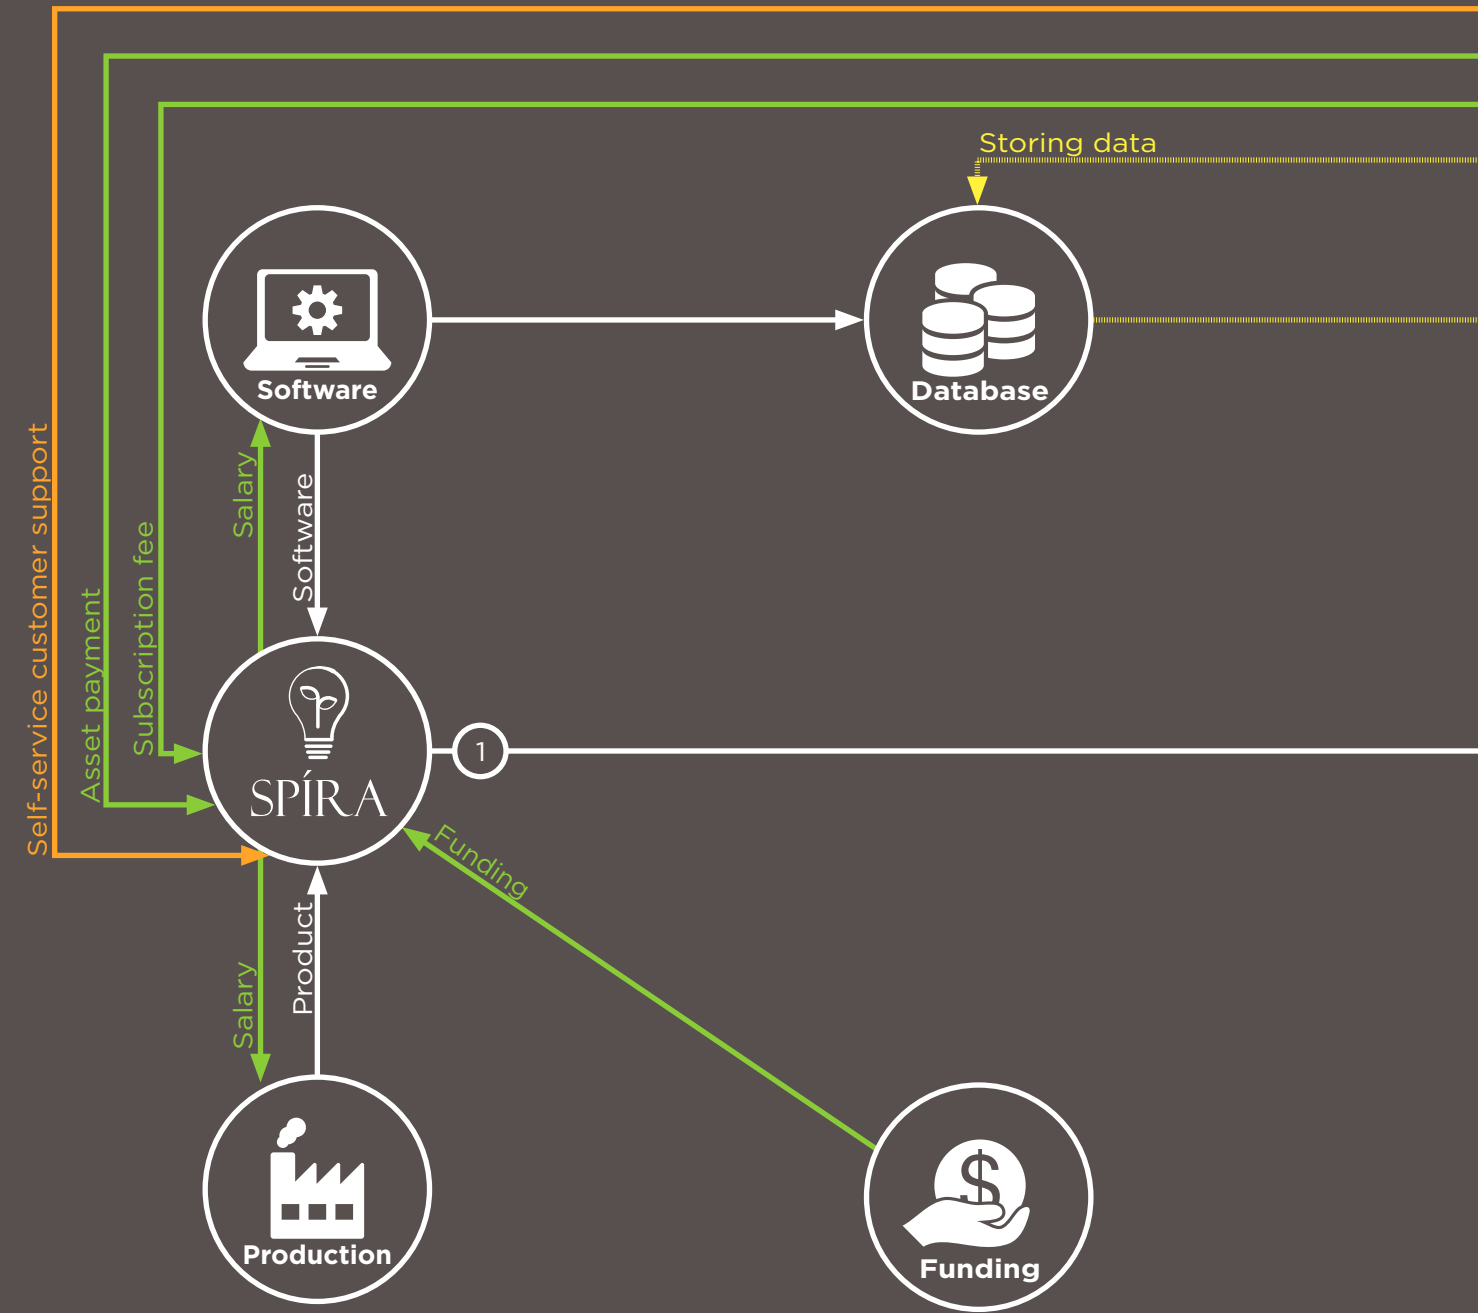 Storing data
Software
Database
Self-service customer support
Asset payment
Subscription fee
Salary
Software
SPÍRA
1
Funding
Salary
Product
Production
$
Funding